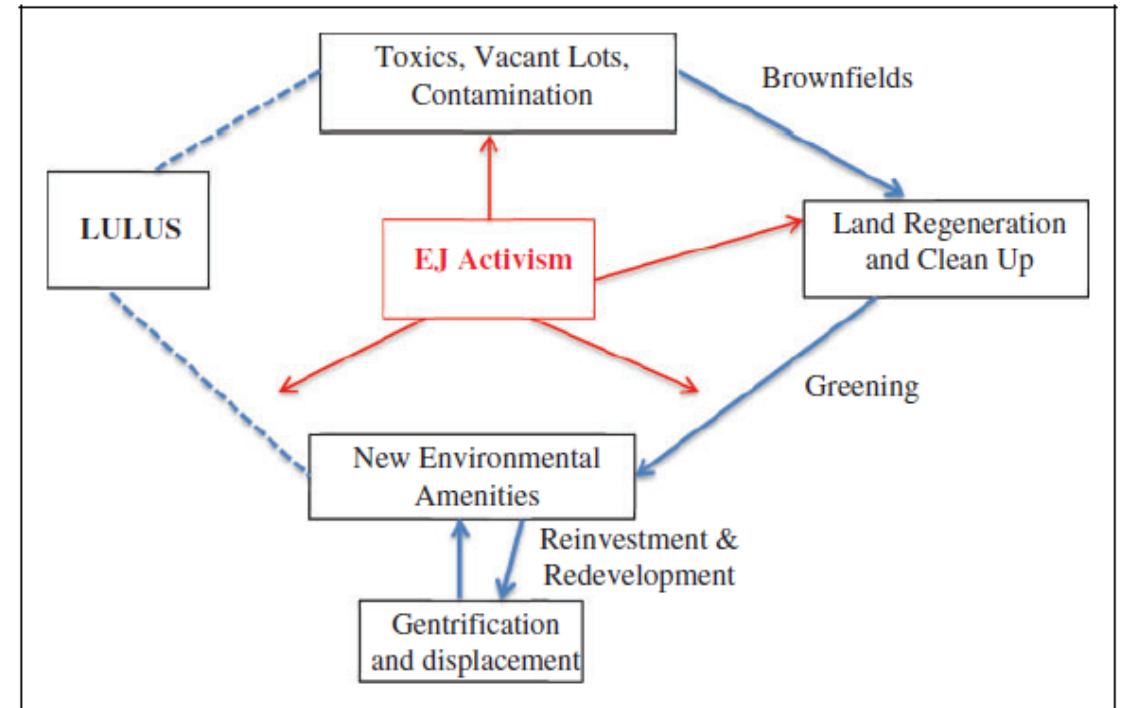 Toxics, Vacant Lots,
Contamination
Brownfields
LULUS
EJ Activism
Land Regeneration
and Clean Up
Greening
New Environmental
Amenities
Reinvestment &
Redevelopment
Gentrification
and displacement